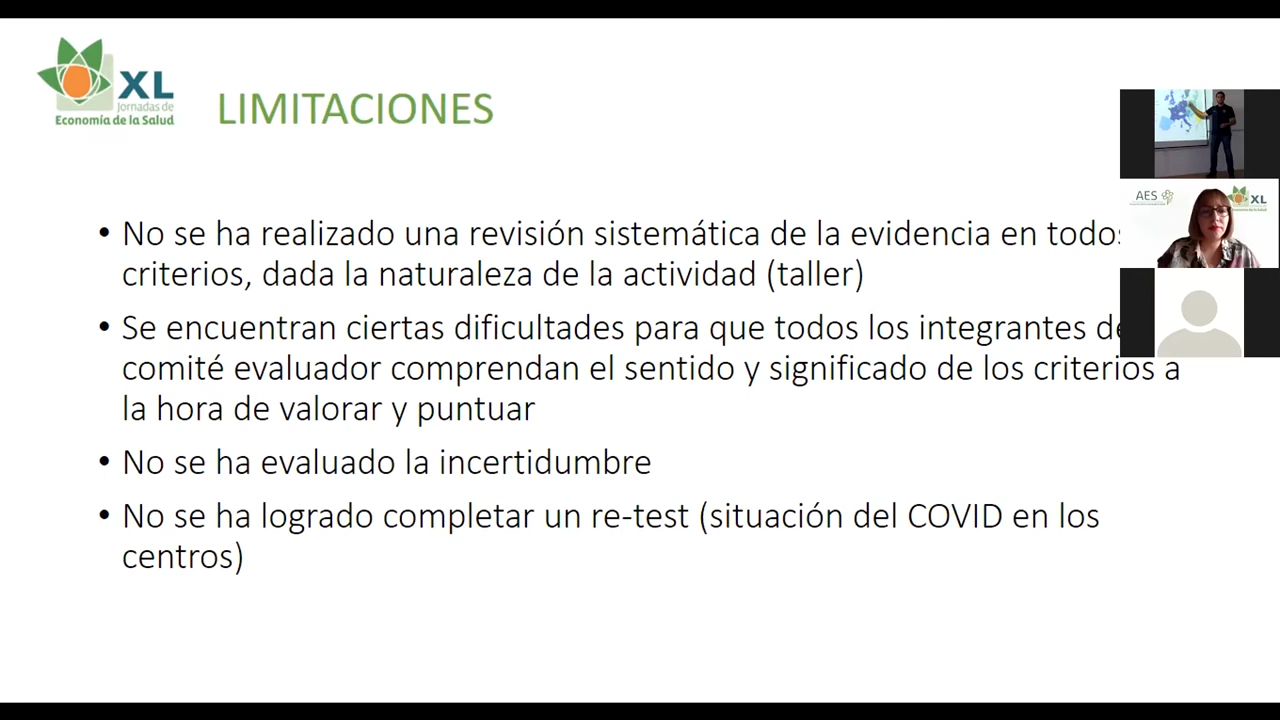 XL
Jornadas de
Economía de la Salud
LIMITACIONES
• No se ha realizado una revisión sistemática de la evidencia en todos
criterios, dada la naturaleza de la actividad (taller)
• Se encuentran ciertas dificultades para que todos los integrantes de
comité evaluador comprendan el sentido y significado de los criterios a
la hora de valorar y puntuar
• No se ha evaluado la incertidumbre
• No se ha logrado completar un re-test (situación del COVID en los
centros)
AES
XL